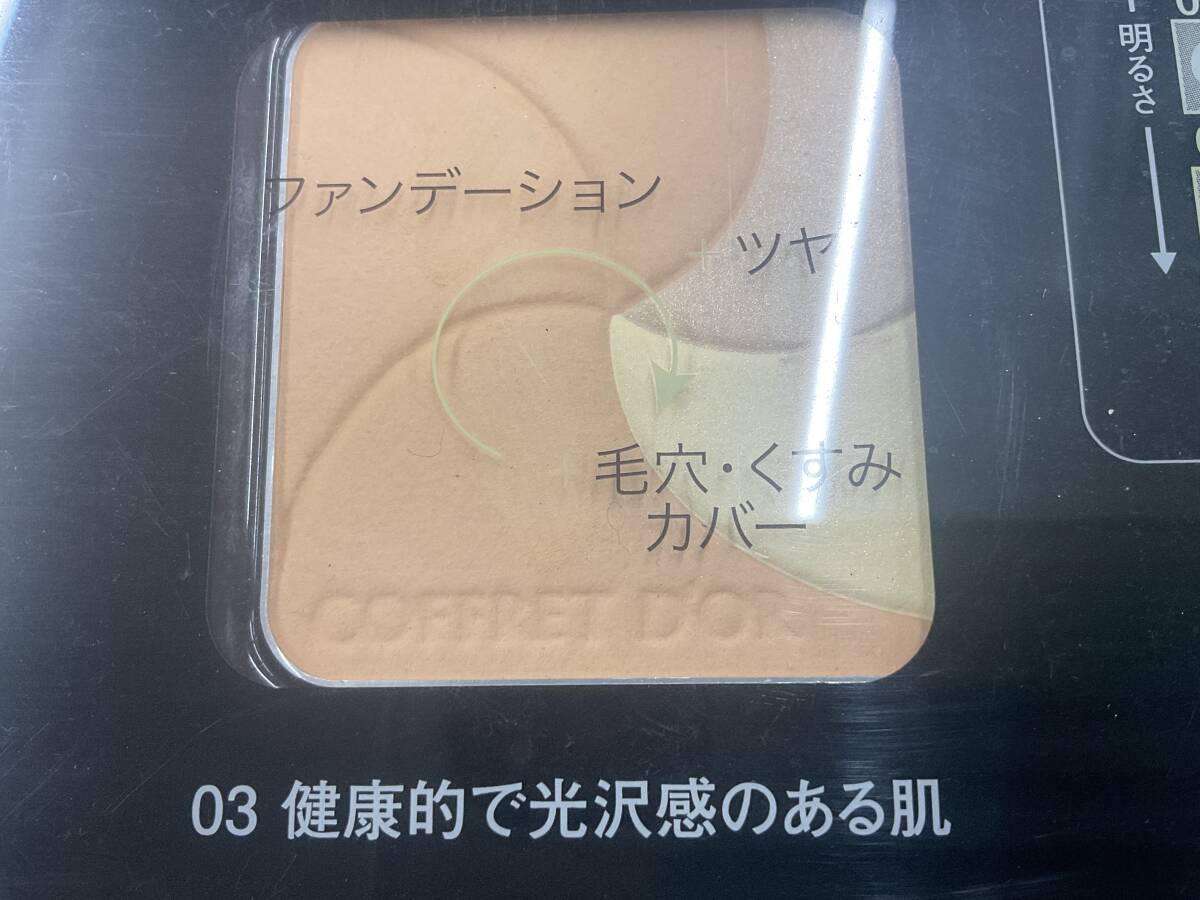 ファンデーション
+ ツヤ
+ 毛穴・くすみ
カバー
COFFRET D'OR
03 健康的で光沢感のある肌
明るさ